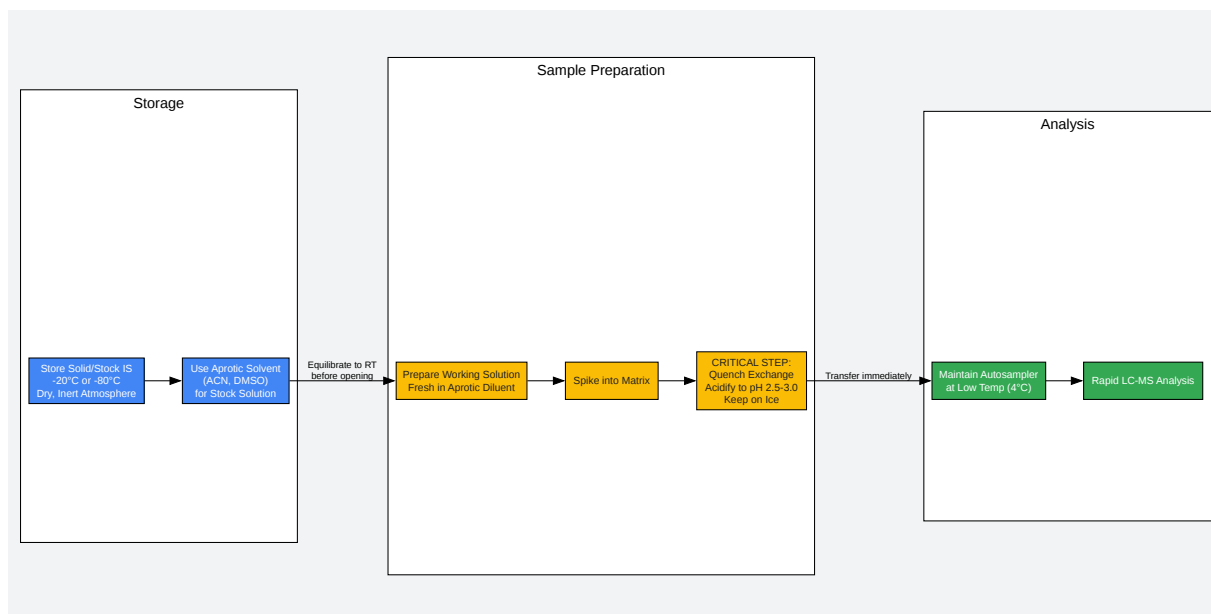 Storage
Store Solid/Stock IS
-20°C or -80°C
Dry, Inert Atmosphere
Use Aprotic Solvent
(ACN, DMSO)
for Stock Solution
Equilibrate to RT
before opening
Sample Preparation
Prepare Working Solution
Fresh in Aprotic Diluent
Spike into Matrix
CRITICAL STEP:
Quench Exchange
Acidify to pH 2.5-3.0
Keep on Ice
Transfer immediately
Analysis
Maintain Autosampler
at Low Temp (4°C)
Rapid LC-MS Analysis